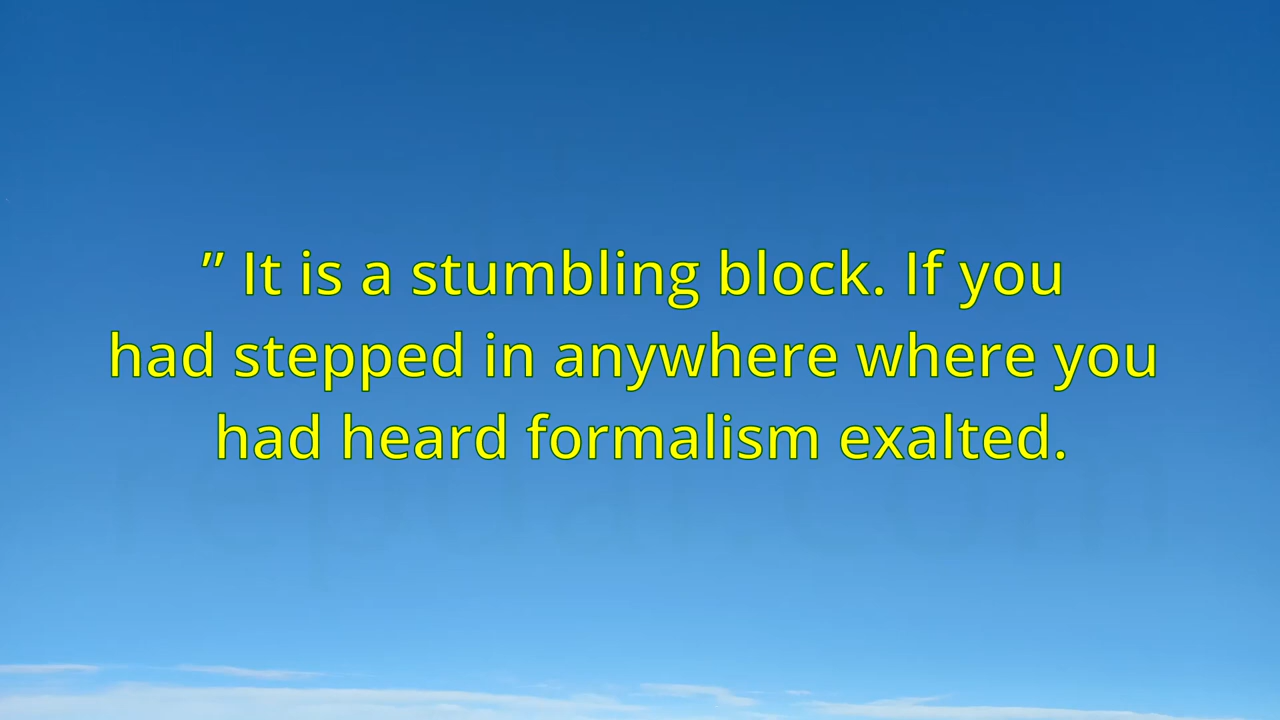 ” It is a stumbling block. If you
had stepped in anywhere where you
had heard formalism exalted.